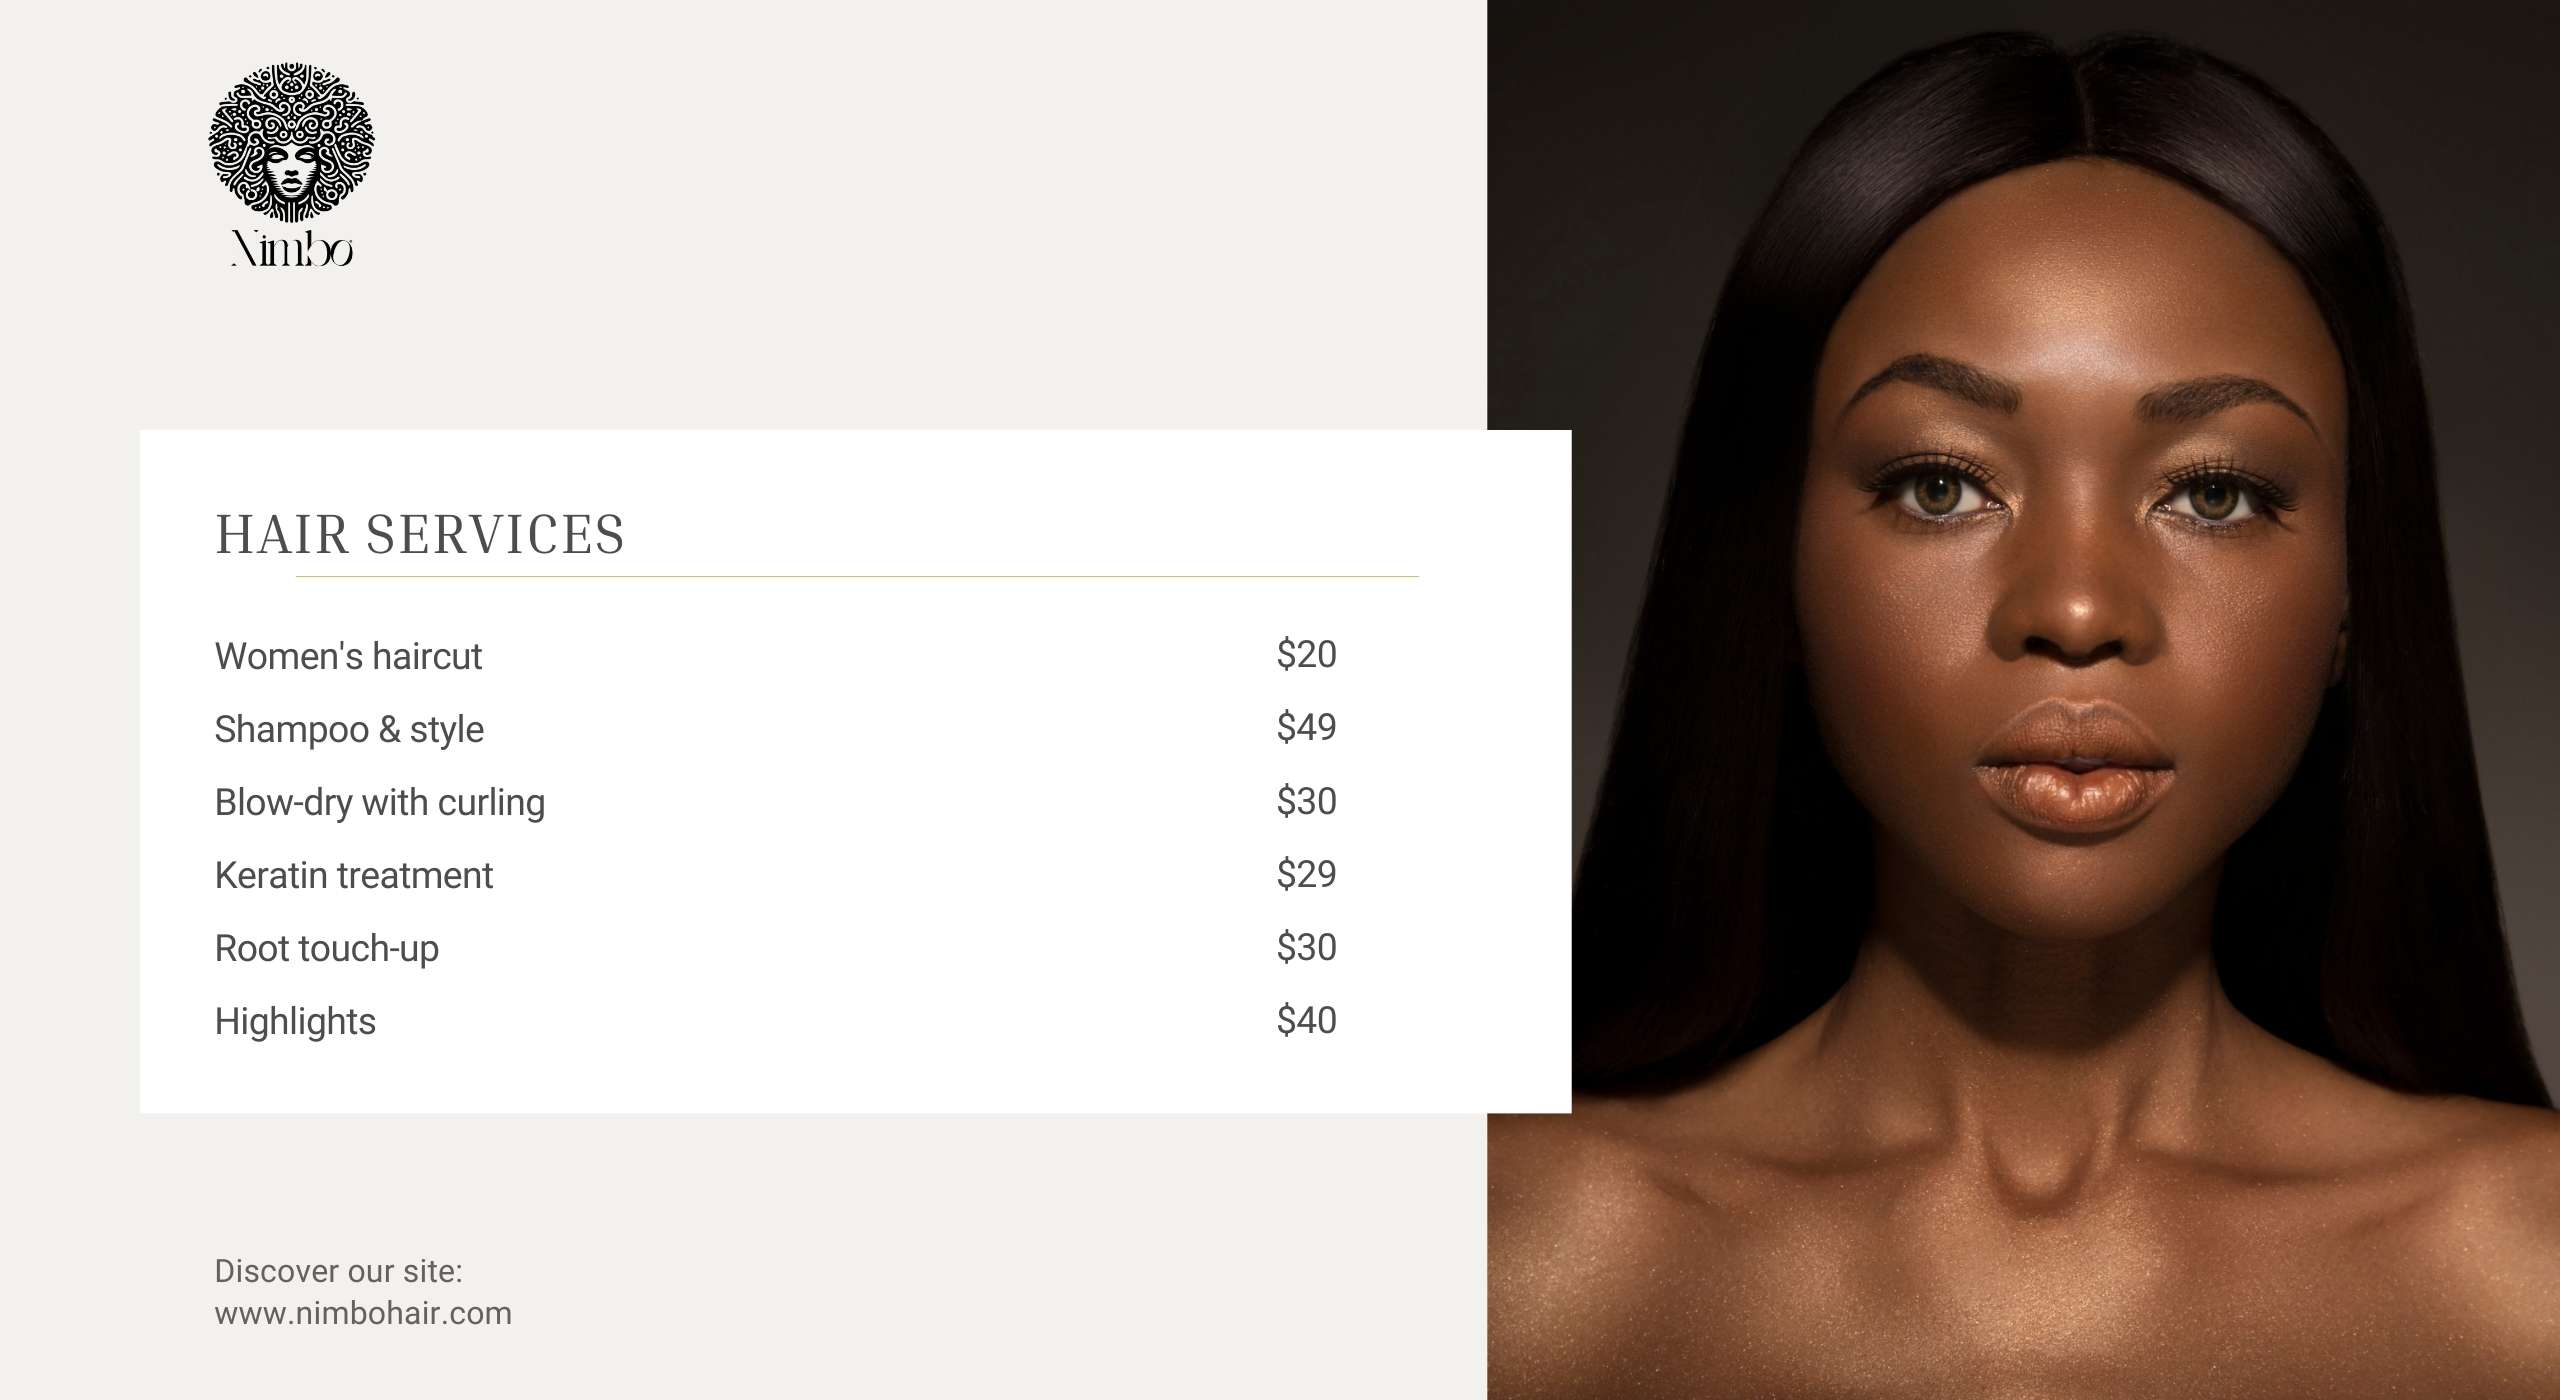 Nimbo
HAIR SERVICES
Women's haircut $20
Shampoo & style $49
Blow-dry with curling $30
Keratin treatment $29
Root touch-up $30
Highlights $40
Discover our site:
www.nimbohair.com